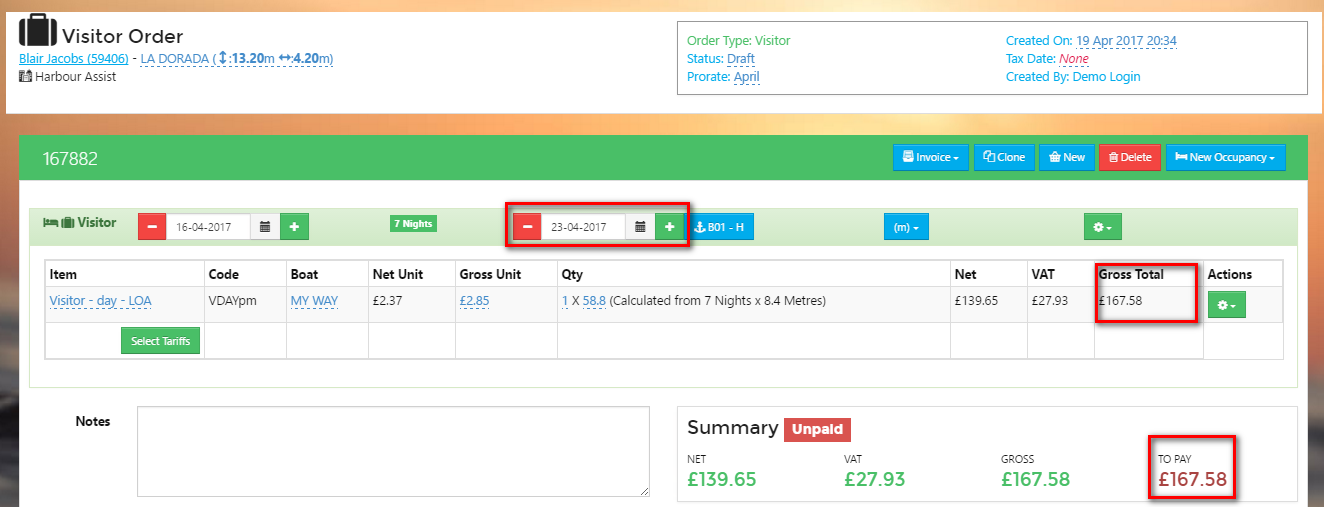 Visitor Order
Blair Jacobs (59406) - LA DORADA ( ↕:13.20m ↔:4.20m)
Harbour Assist
Order Type: Visitor
Status: Draft
Prorate: April
Created On: 19 Apr 2017 20:34
Tax Date: None
Created By: Demo Login
167882
Invoice
Clone
New
Delete
New Occupancy
Visitor
16-04-2017
7 Nights
23-04-2017
B01 - H
(m)
Item Code Boat Net Unit Gross Unit Qty Net VAT Gross Total Actions
Visitor - day - LOA VDAYpm MY WAY £2.37 £2.85 1 X 58.8 (Calculated from 7 Nights x 8.4 Metres) £139.65 £27.93 £167.58
Select Tariffs
Notes
Summary Unpaid
NET VAT GROSS TO PAY
£139.65 £27.93 £167.58 £167.58